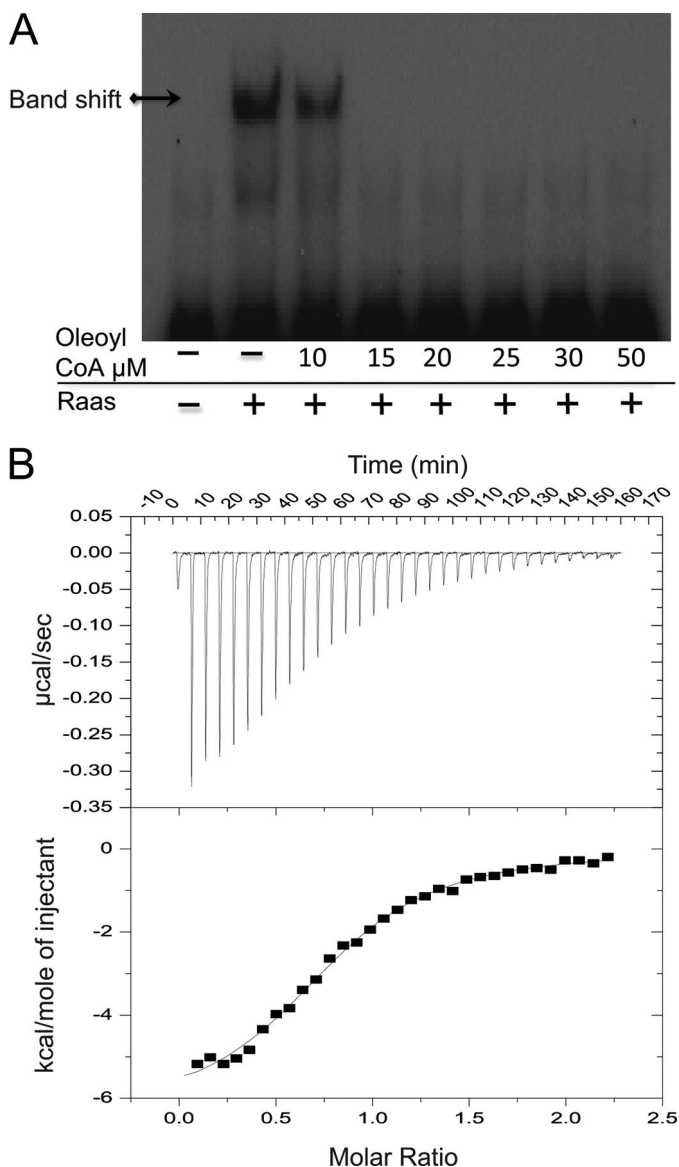 A
Band shift
Oleoyl
CoA µM − − 10 15 20 25 30 50
Raas − + + + + + + +
B
Time (min)
-10 0 10 20 30 40 50 60 70 80 90 100 110 120 130 140 150 160 170
0.05
0.00
-0.05
-0.10
-0.15
-0.20
-0.25
-0.30
-0.35
µcal/sec
0
-2
-4
-6
kcal/mole of injectant
0.0 0.5 1.0 1.5 2.0 2.5
Molar Ratio